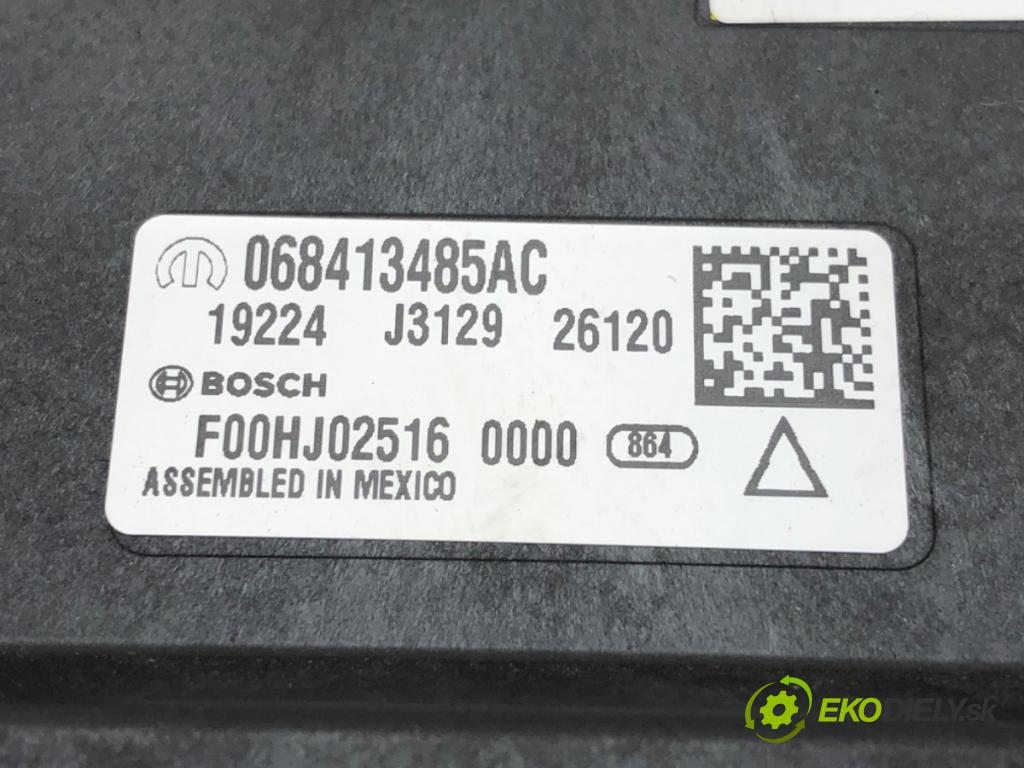 068413485AC
19224 J3129 26120
BOSCH
F00HJ02516 0000 864
ASSEMBLED IN MEXICO
EKODIELY.sk